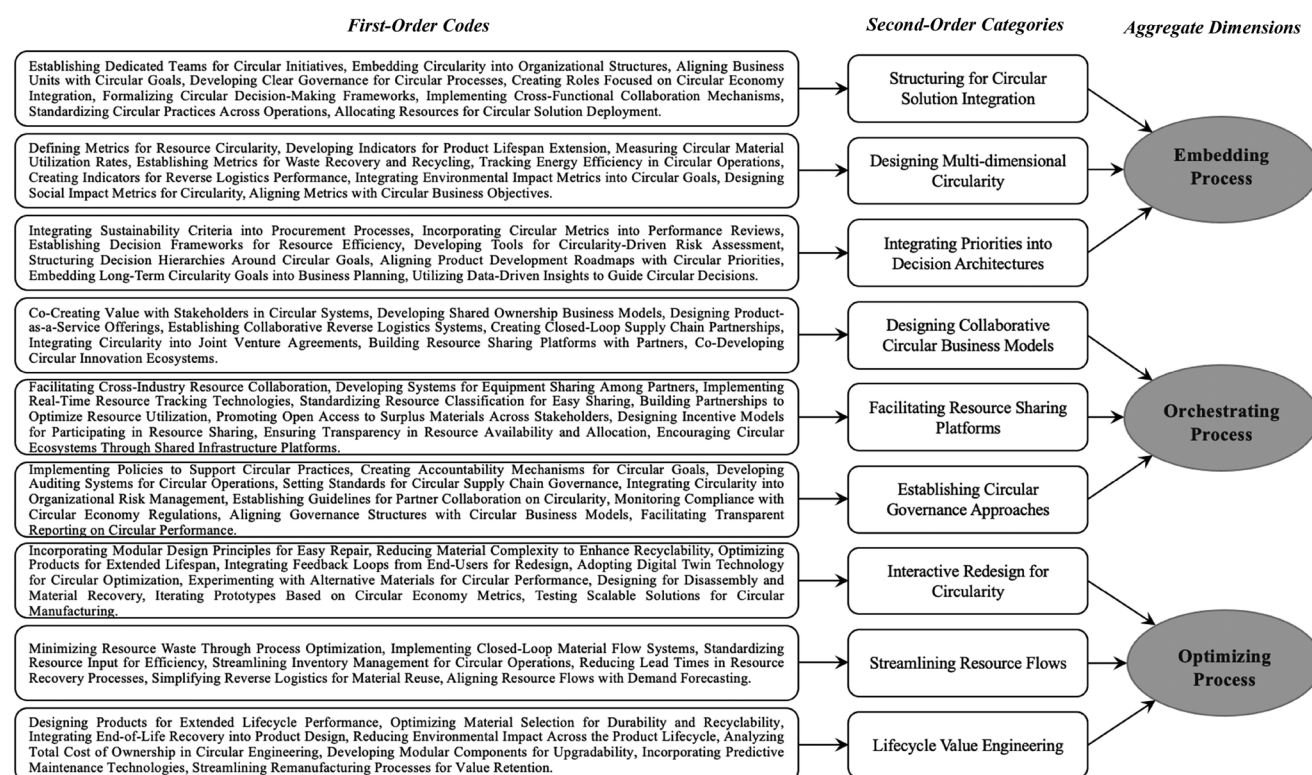 First-Order Codes
Second-Order Categories
Aggregate Dimensions
Establishing Dedicated Teams for Circular Initiatives, Embedding Circularity into Organizational Structures, Aligning Business
Units with Circular Goals, Developing Clear Governance for Circular Processes, Creating Roles Focused on Circular Economy
Integration, Formalizing Circular Decision-Making Frameworks, Implementing Cross-Functional Collaboration Mechanisms,
Standardizing Circular Practices Across Operations, Allocating Resources for Circular Solution Deployment.
Structuring for Circular
Solution Integration
Defining Metrics for Resource Circularity, Developing Indicators for Product Lifespan Extension, Measuring Circular Material
Utilization Rates, Establishing Metrics for Waste Recovery and Recycling, Tracking Energy Efficiency in Circular Operations,
Creating Indicators for Reverse Logistics Performance, Integrating Environmental Impact Metrics into Circular Goals, Designing
Social Impact Metrics for Circularity, Aligning Metrics with Circular Business Objectives.
Designing Multi-dimensional
Circularity
Embedding
Process
Integrating Sustainability Criteria into Procurement Processes, Incorporating Circular Metrics into Performance Reviews,
Establishing Decision Frameworks for Resource Efficiency, Developing Tools for Circularity-Driven Risk Assessment,
Structuring Decision Hierarchies Around Circular Goals, Aligning Product Development Roadmaps with Circular Priorities,
Embedding Long-Term Circularity Goals into Business Planning, Utilizing Data-Driven Insights to Guide Circular Decisions.
Integrating Priorities into
Decision Architectures
Co-Creating Value with Stakeholders in Circular Systems, Developing Shared Ownership Business Models, Designing Product-
as-a-Service Offerings, Establishing Collaborative Reverse Logistics Systems, Creating Closed-Loop Supply Chain Partnerships,
Integrating Circularity into Joint Venture Agreements, Building Resource Sharing Platforms with Partners, Co-Developing
Circular Innovation Ecosystems.
Designing Collaborative
Circular Business Models
Facilitating Cross-Industry Resource Collaboration, Developing Systems for Equipment Sharing Among Partners, Implementing
Real-Time Resource Tracking Technologies, Standardizing Resource Classification for Easy Sharing, Building Partnerships to
Optimize Resource Utilization, Promoting Open Access to Surplus Materials Across Stakeholders, Designing Incentive Models
for Participating in Resource Sharing, Ensuring Transparency in Resource Availability and Allocation, Encouraging Circular
Ecosystems Through Shared Infrastructure Platforms.
Facilitating Resource Sharing
Platforms
Orchestrating
Process
Implementing Policies to Support Circular Practices, Creating Accountability Mechanisms for Circular Goals, Developing
Auditing Systems for Circular Operations, Setting Standards for Circular Supply Chain Governance, Integrating Circularity into
Organizational Risk Management, Establishing Guidelines for Partner Collaboration on Circularity, Monitoring Compliance with
Circular Economy Regulations, Aligning Governance Structures with Circular Business Models, Facilitating Transparent
Reporting on Circular Performance.
Establishing Circular
Governance Approaches
Incorporating Modular Design Principles for Easy Repair, Reducing Material Complexity to Enhance Recyclability, Optimizing
Products for Extended Lifespan, Integrating Feedback Loops from End-Users for Redesign, Adopting Digital Twin Technology
for Circular Optimization, Experimenting with Alternative Materials for Circular Performance, Designing for Disassembly and
Material Recovery, Iterating Prototypes Based on Circular Economy Metrics, Testing Scalable Solutions for Circular
Manufacturing.
Interactive Redesign for
Circularity
Minimizing Resource Waste Through Process Optimization, Implementing Closed-Loop Material Flow Systems, Standardizing
Resource Input for Efficiency, Streamlining Inventory Management for Circular Operations, Reducing Lead Times in Resource
Recovery Processes, Simplifying Reverse Logistics for Material Reuse, Aligning Resource Flows with Demand Forecasting.
Streamlining Resource Flows
Optimizing
Process
Designing Products for Extended Lifecycle Performance, Optimizing Material Selection for Durability and Recyclability,
Integrating End-of-Life Recovery into Product Design, Reducing Environmental Impact Across the Product Lifecycle, Analyzing
Total Cost of Ownership in Circular Engineering, Developing Modular Components for Upgradability, Incorporating Predictive
Maintenance Technologies, Streamlining Remanufacturing Processes for Value Retention.
Lifecycle Value Engineering